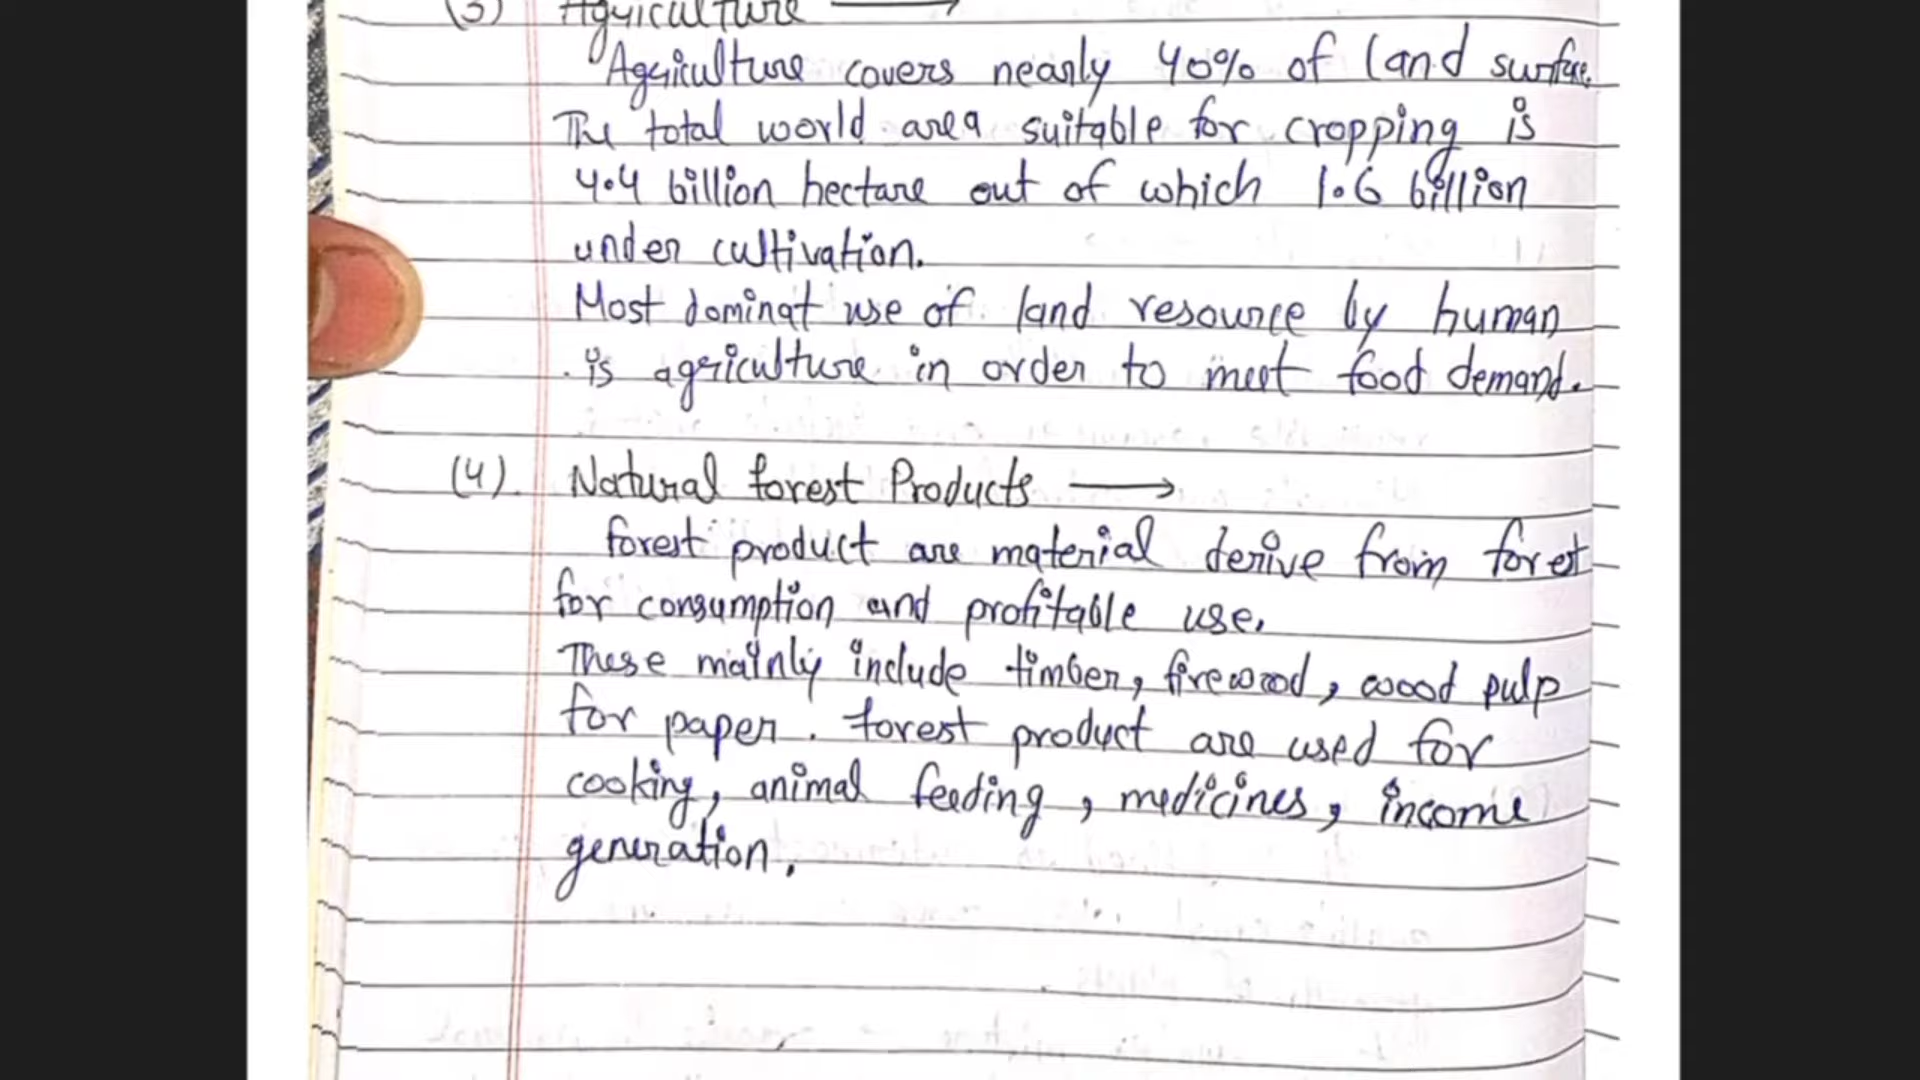 (3) Agriculture →
Agriculture covers nearly 40% of land surface.
The total world area suitable for cropping is
4.4 billion hectare out of which 1.6 billion
under cultivation.
Most dominat use of land resource by human
is agriculture in order to meet food demand.
(4). Natural forest Products →
forest product are material derive from forest
for consumption and profitable use.
These mainly include timber, firewood, wood pulp
for paper. forest product are used for
cooking, animal feeding, medicines, income
generation.